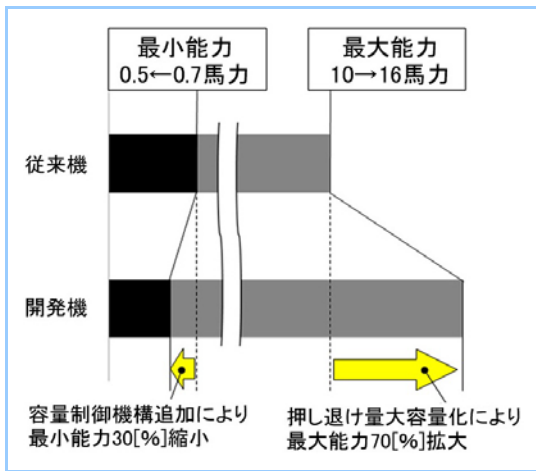 最小能力
0.5←0.7馬力
最大能力
10→16馬力
従来機
開発機
容量制御機構追加により
最小能力30[%]縮小
押し退け量大容量化により
最大能力70[%]拡大